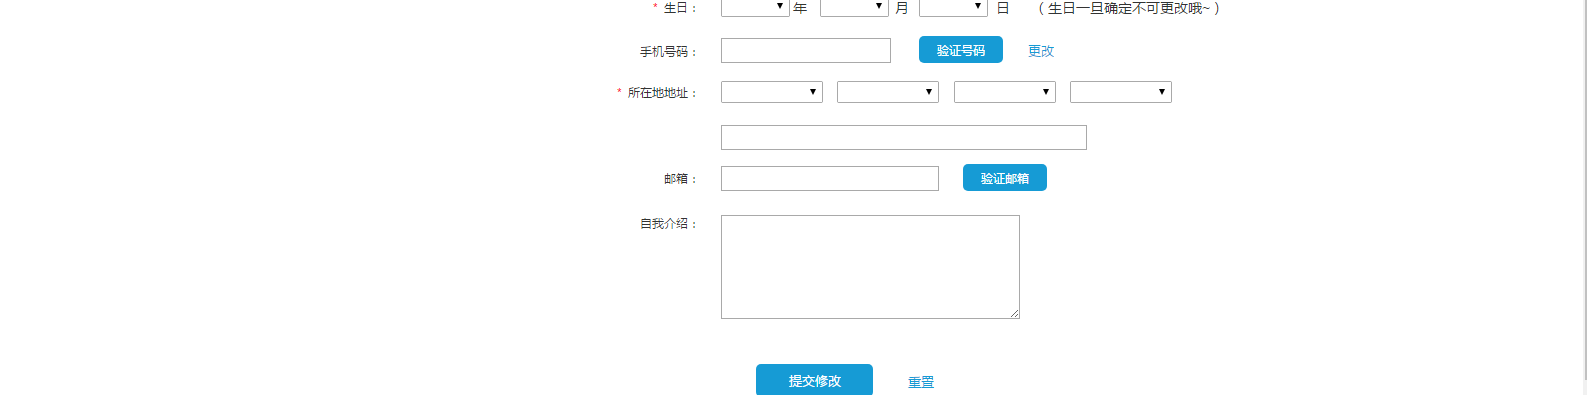 * 生日： 年 月 日 （生日一旦确定不可更改哦~）
手机号码： 验证号码 更改
* 所在地地址：
邮箱： 验证邮箱
自我介绍：
提交修改 重置